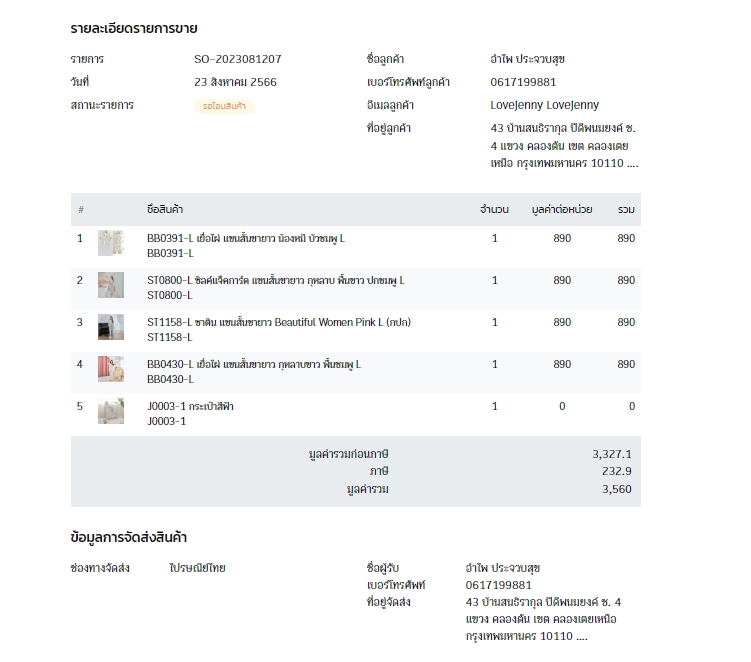 รายละเอียดรายการขาย
รายการ SO-2023081207
วันที่ 23 สิงหาคม 2566
สถานะรายการ รอโอนสินค้า
ชื่อลูกค้า อำไพ ประจวบสุข
เบอร์โทรศัพท์ลูกค้า 0617199881
อีเมลลูกค้า LoveJenny LoveJenny
ที่อยู่ลูกค้า 43 บ้านสนธิรากุล ปีดีพนมยงค์ ซ.
4 แขวง คลองตัน เขต คลองเตย
เหนือ กรุงเทพมหานคร 10110 ....
# ชื่อสินค้า จำนวน มูลค่าต่อหน่วย รวม
1 BB0391-L เยื่อไผ่ แขนสั้นขายาว น้องหมี บัวชมพู L 1 890 890
BB0391-L
2 ST0800-L ซิลค์แจ็คการ์ด แขนสั้นขายาว กุหลาบ พื้นขาว ปกชมพู L 1 890 890
ST0800-L
3 ST1158-L ซาติน แขนสั้นขายาว Beautiful Women Pink L (กปก) 1 890 890
ST1158-L
4 BB0430-L เยื่อไผ่ แขนสั้นขายาว กุหลาบขาว พื้นชมพู L 1 890 890
BB0430-L
5 J0003-1 กระเป๋าสีฟ้า 1 0 0
J0003-1
มูลค่ารวมก่อนภาษี 3,327.1
ภาษี 232.9
มูลค่ารวม 3,560
ข้อมูลการจัดส่งสินค้า
ช่องทางจัดส่ง ไปรษณีย์ไทย
ชื่อผู้รับ อำไพ ประจวบสุข
เบอร์โทรศัพท์ 0617199881
ที่อยู่จัดส่ง 43 บ้านสนธิรากุล ปีดีพนมยงค์ ซ. 4
แขวง คลองตัน เขต คลองเตยเหนือ
กรุงเทพมหานคร 10110 ....